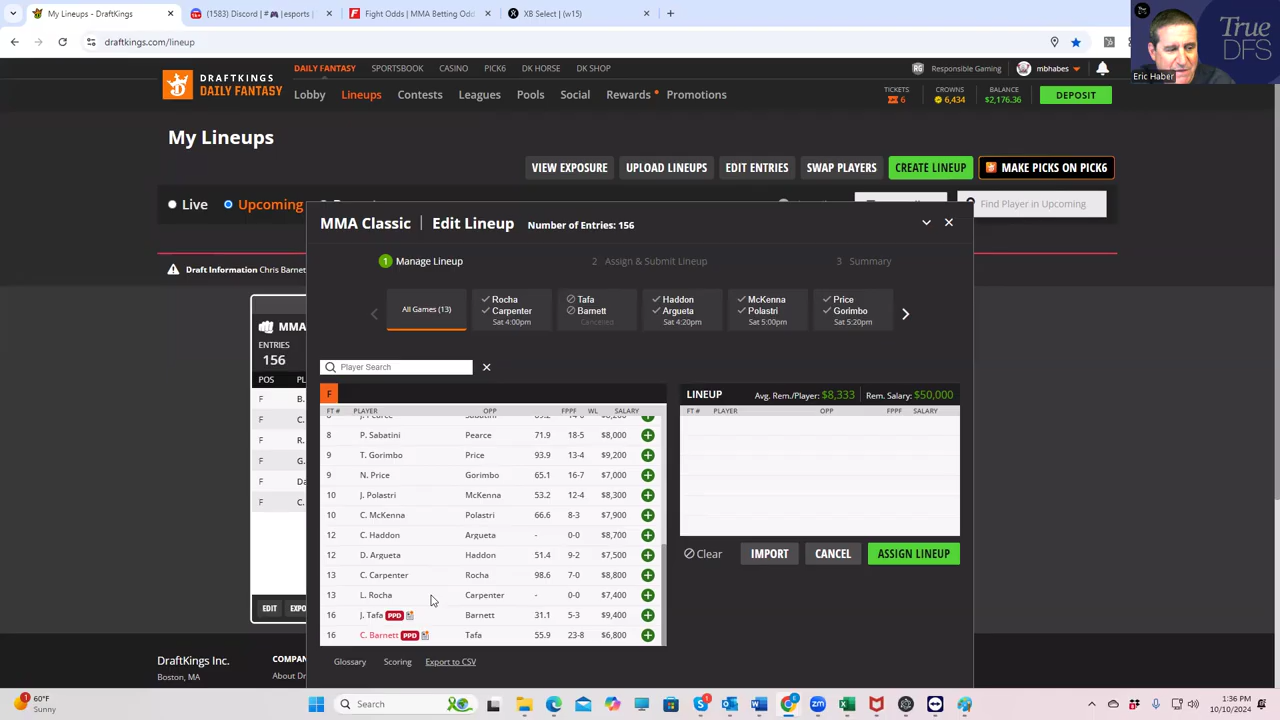 My Lineups - DraftKings
(1583) Discord | #🎮| esports |
Fight Odds | MMA Betting Odd
XB Select | (w15)
draftkings.com/lineup
True
DFS
Eric Haber
DRAFTKINGS
DAILY FANTASY
DAILY FANTASY SPORTSBOOK CASINO PICK6 DK HORSE DK SHOP
RG Responsible Gaming mbhabes
Lobby Lineups Contests Leagues Pools Social Rewards Promotions
TICKETS CROWNS BALANCE
6 6,434 $2,176.36
DEPOSIT
My Lineups
VIEW EXPOSURE UPLOAD LINEUPS EDIT ENTRIES SWAP PLAYERS CREATE LINEUP MAKE PICKS ON PICK6
Live Upcoming
Find Player in Upcoming
MMA Classic | Edit Lineup Number of Entries: 156
1 Manage Lineup 2 Assign & Submit Lineup 3 Summary
Draft Information Chris Barnet
All Games (13)
Rocha
Carpenter
Sat 4:00pm
Tafa
Barnett
Cancelled
Haddon
Argueta
Sat 4:20pm
McKenna
Polastri
Sat 5:00pm
Price
Gorimbo
Sat 5:20pm
MMA
ENTRIES
156
POS PL
F B.
F C.
F R.
F G.
F Da
F C.
EDIT EXPO
Player Search
F
FT # PLAYER OPP FPPF WL SALARY
8 P. Sabatini Pearce 71.9 18-5 $8,000
9 T. Gorimbo Price 93.9 13-4 $9,200
9 N. Price Gorimbo 65.1 16-7 $7,000
10 J. Polastri McKenna 53.2 12-4 $8,300
10 C. McKenna Polastri 66.6 8-3 $7,900
12 C. Haddon Argueta - 0-0 $8,700
12 D. Argueta Haddon 51.4 9-2 $7,500
13 C. Carpenter Rocha 98.6 7-0 $8,800
13 L. Rocha Carpenter - 0-0 $7,400
16 J. Tafa PPD Barnett 31.1 5-3 $9,400
16 C. Barnett PPD Tafa 55.9 23-8 $6,800
Glossary Scoring Export to CSV
LINEUP Avg. Rem./Player: $8,333 Rem. Salary: $50,000
FT # PLAYER OPP FPPF SALARY
Clear IMPORT CANCEL ASSIGN LINEUP
DraftKings Inc.
Boston, MA
COMPAN
About Dr
60°F
Sunny
Search
1:36 PM
10/10/2024